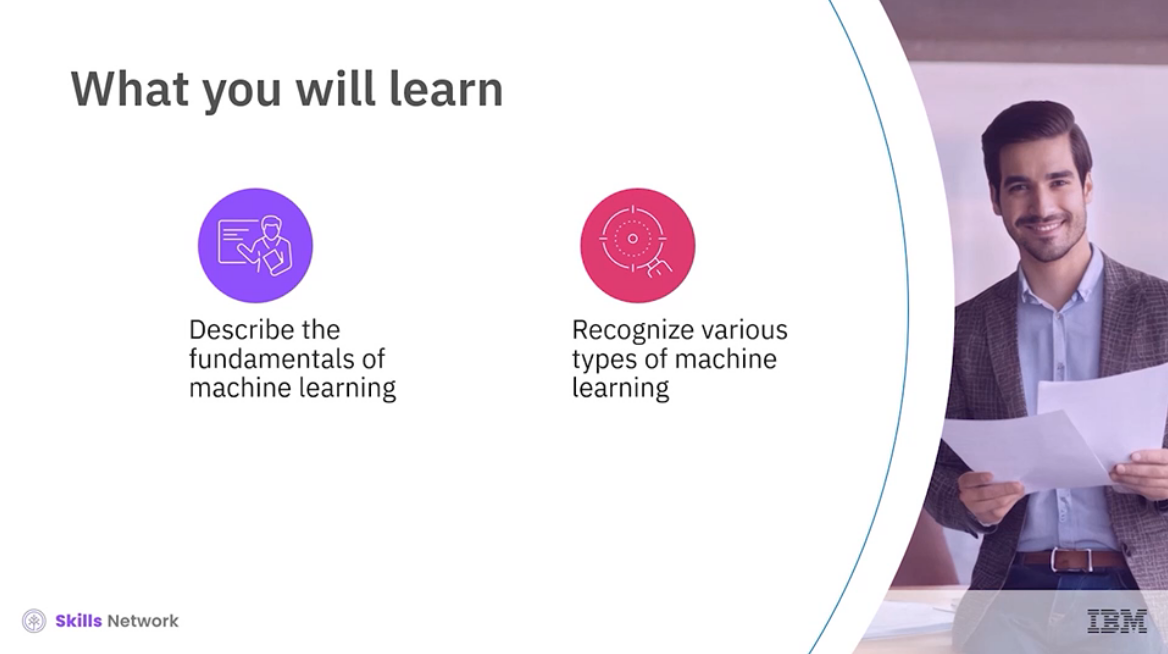 What you will learn
Describe the
fundamentals of
machine learning
Recognize various
types of machine
learning
Skills Network
IBM